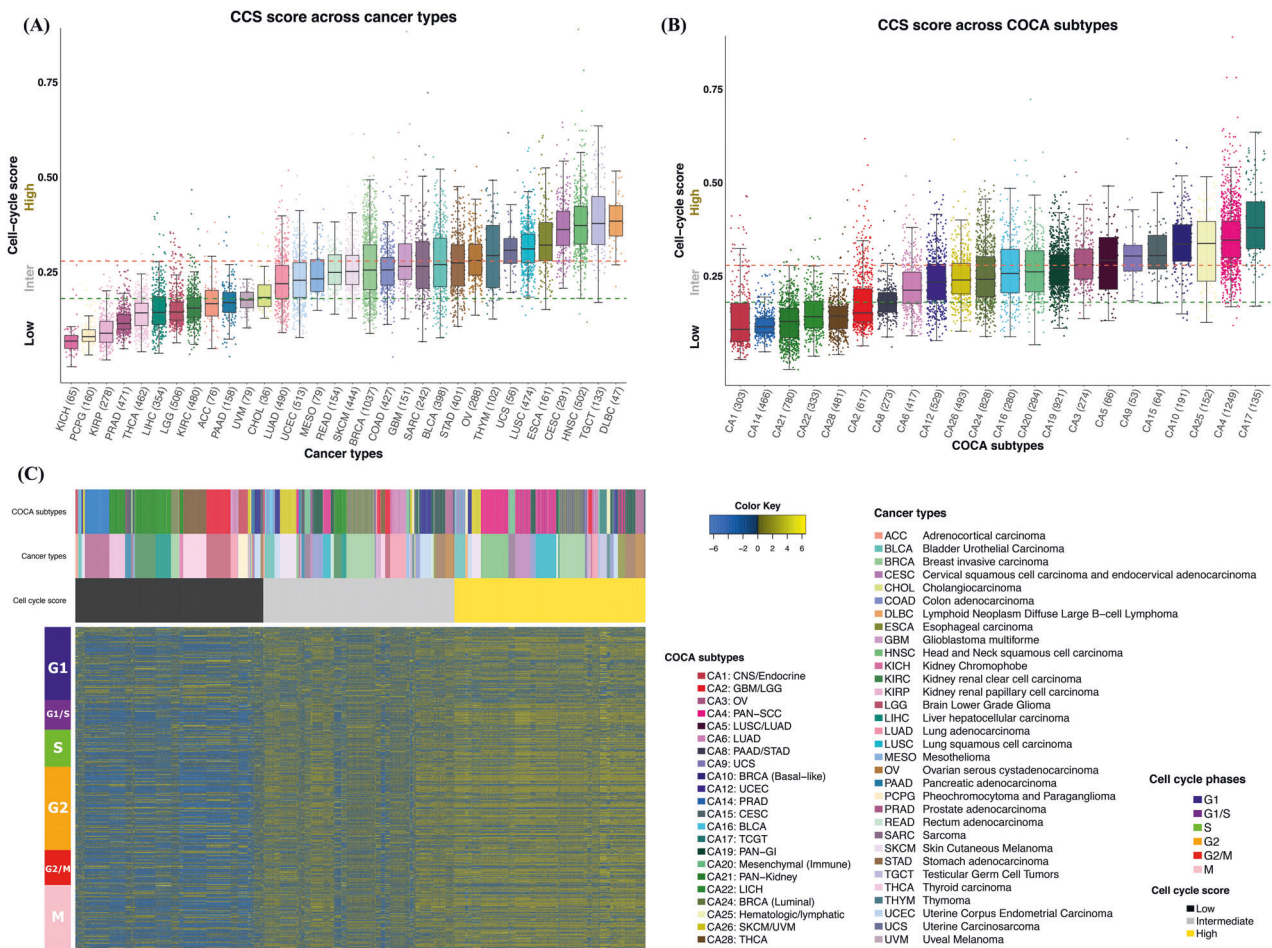 (A)
CCS score across cancer types
Cell-cycle score
Low
Inter
High
0.25
0.50
0.75
KICH (65)
PCPG (160)
KIRP (278)
PRAD (471)
THCA (462)
LIHC (354)
LGG (506)
KIRC (480)
ACC (76)
PAAD (158)
UVM (79)
CHOL (36)
LUAD (490)
UCEC (513)
MESO (79)
READ (154)
SKCM (444)
BRCA (1037)
COAD (427)
GBM (151)
SARC (242)
BLCA (398)
STAD (401)
OV (288)
THYM (102)
UCS (56)
LUSC (474)
ESCA (161)
CESC (291)
HNSC (502)
TGCT (133)
DLBC (47)
Cancer types
(B)
CCS score across COCA subtypes
Cell-cycle score
Low
Inter
High
0.25
0.50
0.75
CA1 (303)
CA14 (466)
CA21 (760)
CA22 (333)
CA28 (481)
CA2 (617)
CA8 (273)
CA6 (417)
CA12 (529)
CA26 (493)
CA24 (828)
CA16 (280)
CA20 (294)
CA19 (921)
CA3 (274)
CA5 (66)
CA9 (53)
CA15 (64)
CA10 (191)
CA25 (152)
CA4 (1249)
CA17 (135)
COCA subtypes
(C)
COCA subtypes
Cancer types
Cell cycle score
G1
G1/S
S
G2
G2/M
M
Color Key
-6 -4 -2 0 2 4 6
COCA subtypes
CA1: CNS/Endocrine
CA2: GBM/LGG
CA3: OV
CA4: PAN-SCC
CA5: LUSC/LUAD
CA6: LUAD
CA8: PAAD/STAD
CA9: UCS
CA10: BRCA (Basal-like)
CA12: UCEC
CA14: PRAD
CA15: CESC
CA16: BLCA
CA17: TCGT
CA19: PAN-GI
CA20: Mesenchymal (Immune)
CA21: PAN-Kidney
CA22: LICH
CA24: BRCA (Luminal)
CA25: Hematologic/lymphatic
CA26: SKCM/UVM
CA28: THCA
Cancer types
ACC Adrenocortical carcinoma
BLCA Bladder Urothelial Carcinoma
BRCA Breast invasive carcinoma
CESC Cervical squamous cell carcinoma and endocervical adenocarcinoma
CHOL Cholangiocarcinoma
COAD Colon adenocarcinoma
DLBC Lymphoid Neoplasm Diffuse Large B-cell Lymphoma
ESCA Esophageal carcinoma
GBM Glioblastoma multiforme
HNSC Head and Neck squamous cell carcinoma
KICH Kidney Chromophobe
KIRC Kidney renal clear cell carcinoma
KIRP Kidney renal papillary cell carcinoma
LGG Brain Lower Grade Glioma
LIHC Liver hepatocellular carcinoma
LUAD Lung adenocarcinoma
LUSC Lung squamous cell carcinoma
MESO Mesothelioma
OV Ovarian serous cystadenocarcinoma
PAAD Pancreatic adenocarcinoma
PCPG Pheochromocytoma and Paraganglioma
PRAD Prostate adenocarcinoma
READ Rectum adenocarcinoma
SARC Sarcoma
SKCM Skin Cutaneous Melanoma
STAD Stomach adenocarcinoma
TGCT Testicular Germ Cell Tumors
THCA Thyroid carcinoma
THYM Thymoma
UCEC Uterine Corpus Endometrial Carcinoma
UCS Uterine Carcinosarcoma
UVM Uveal Melanoma
Cell cycle phases
G1
G1/S
S
G2
G2/M
M
Cell cycle score
Low
Intermediate
High